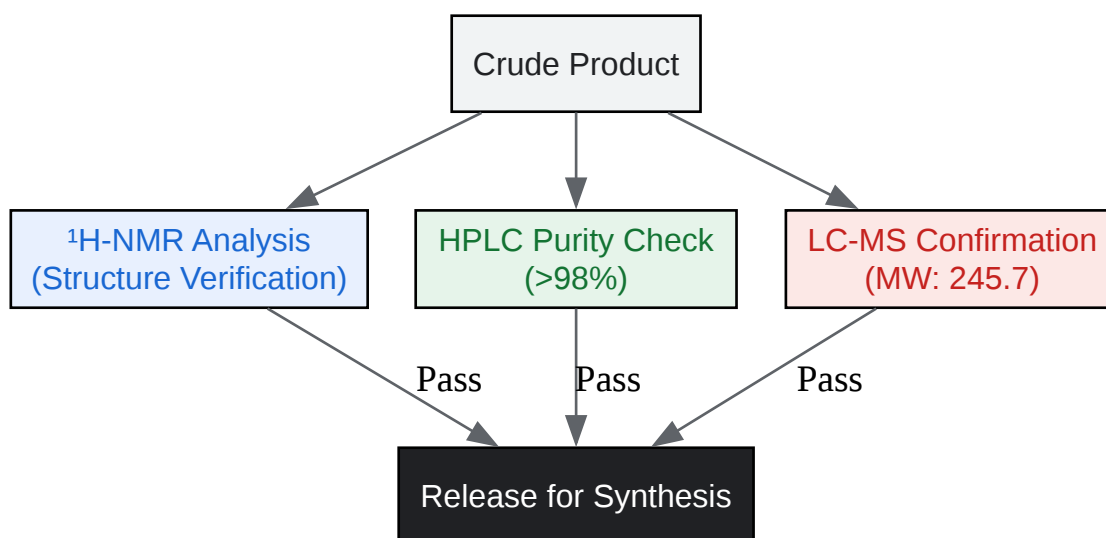 Crude Product
¹H-NMR Analysis
(Structure Verification)
HPLC Purity Check
(>98%)
LC-MS Confirmation
(MW: 245.7)
Pass
Pass
Pass
Release for Synthesis